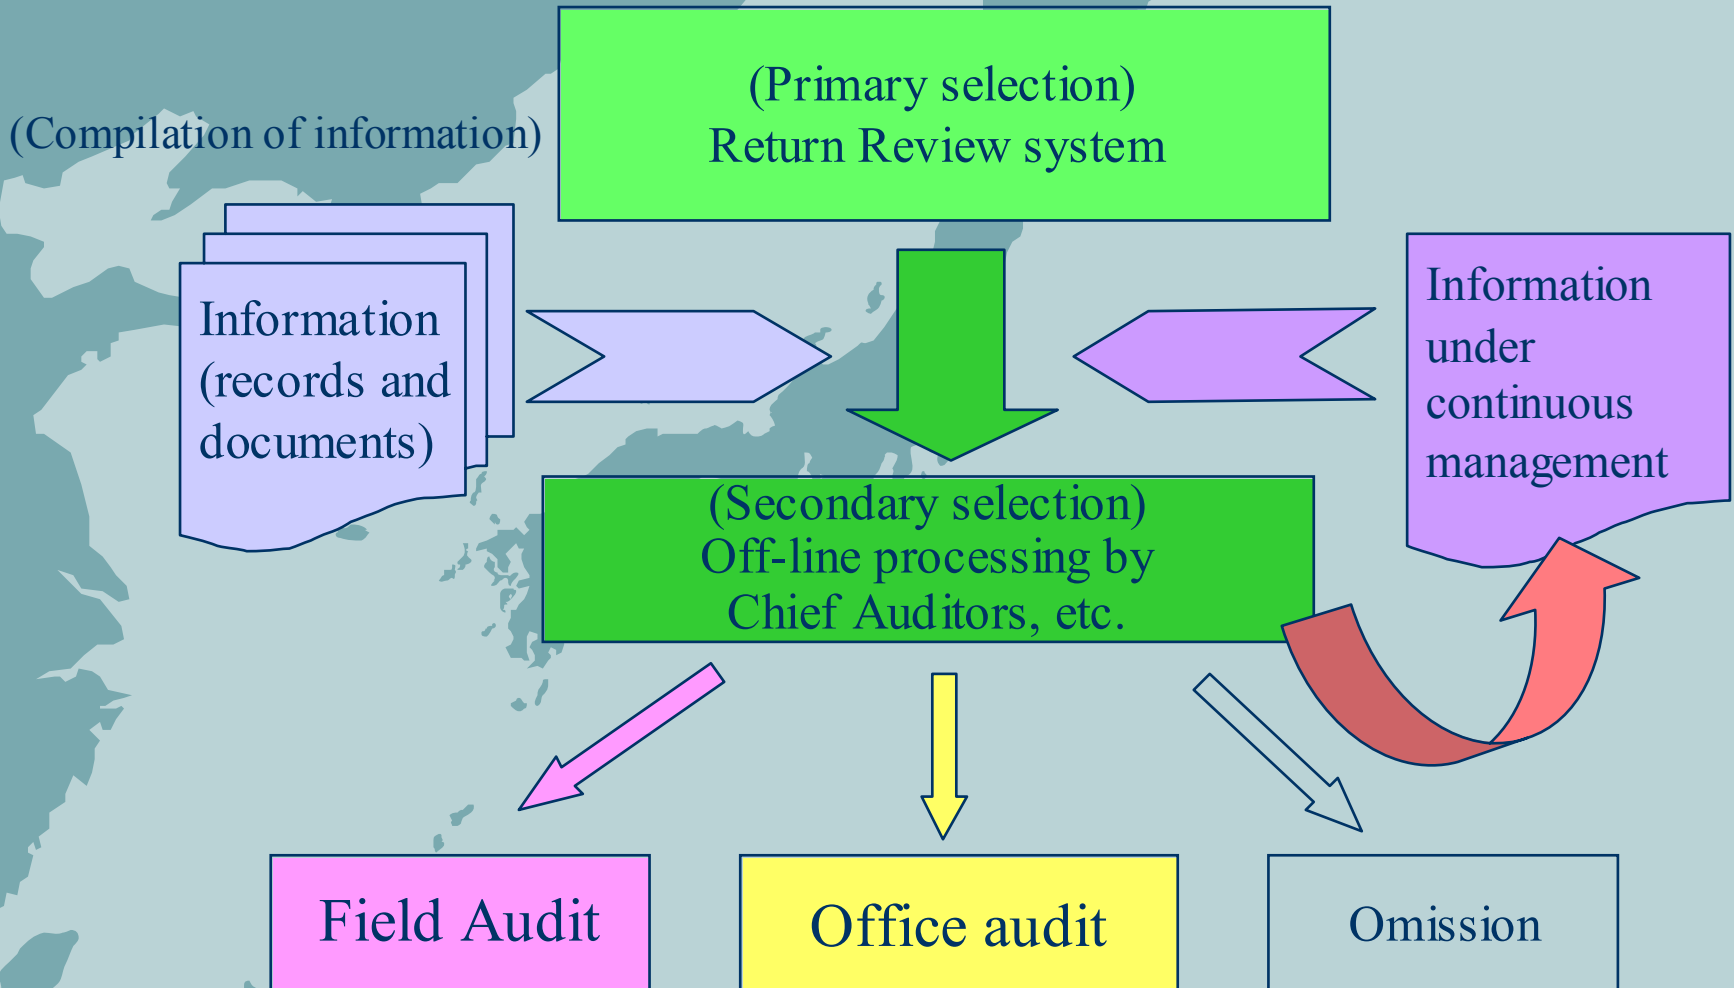 (Primary selection)
Return Review system
(Compilation of information)
Information
(records and
documents)
Information
under
continuous
management
(Secondary selection)
Off-line processing by
Chief Auditors, etc.
Field Audit
Office audit
Omission